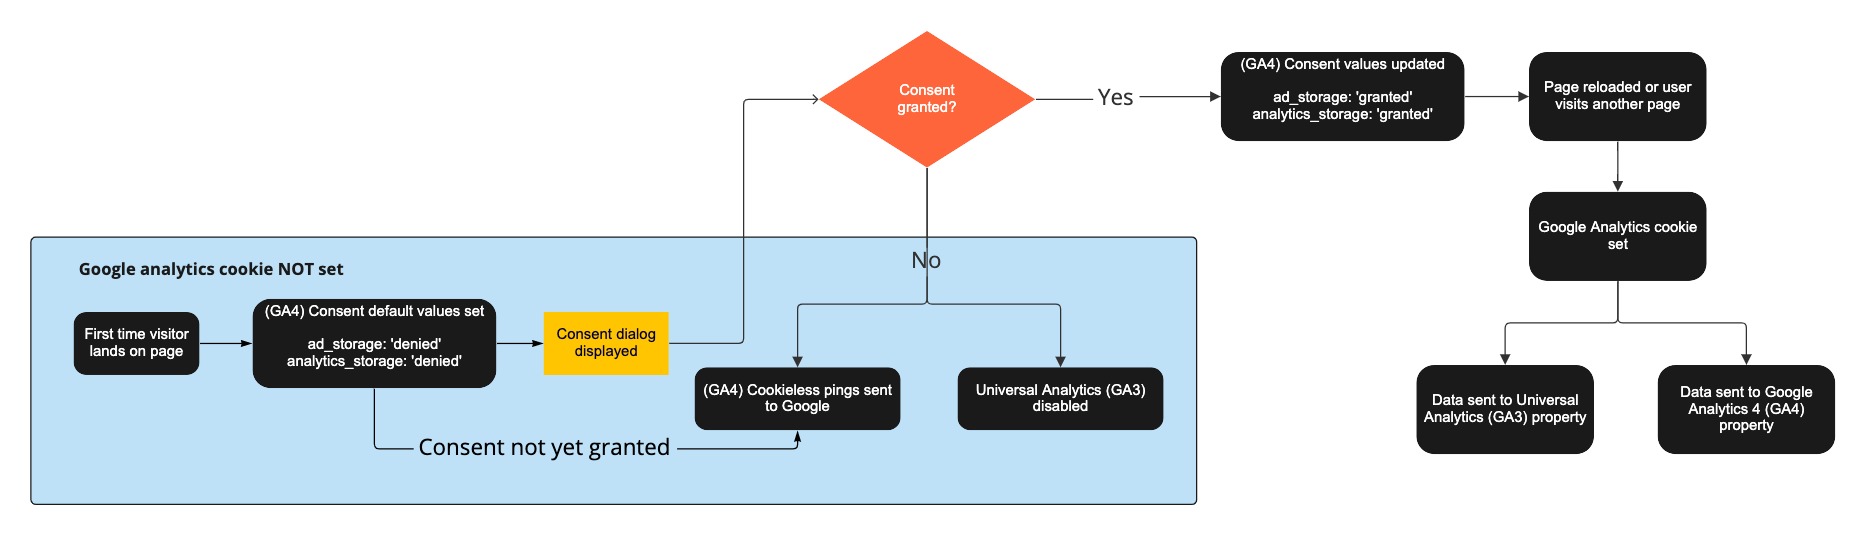 Consent
granted?
Yes
(GA4) Consent values updated
ad_storage: 'granted'
analytics_storage: 'granted'
Page reloaded or user
visits another page
Google Analytics cookie
set
Data sent to Universal
Analytics (GA3) property
Data sent to Google
Analytics 4 (GA4)
property
No
Google analytics cookie NOT set
First time visitor
lands on page
(GA4) Consent default values set
ad_storage: 'denied'
analytics_storage: 'denied'
Consent dialog
displayed
(GA4) Cookieless pings sent
to Google
Universal Analytics (GA3)
disabled
Consent not yet granted